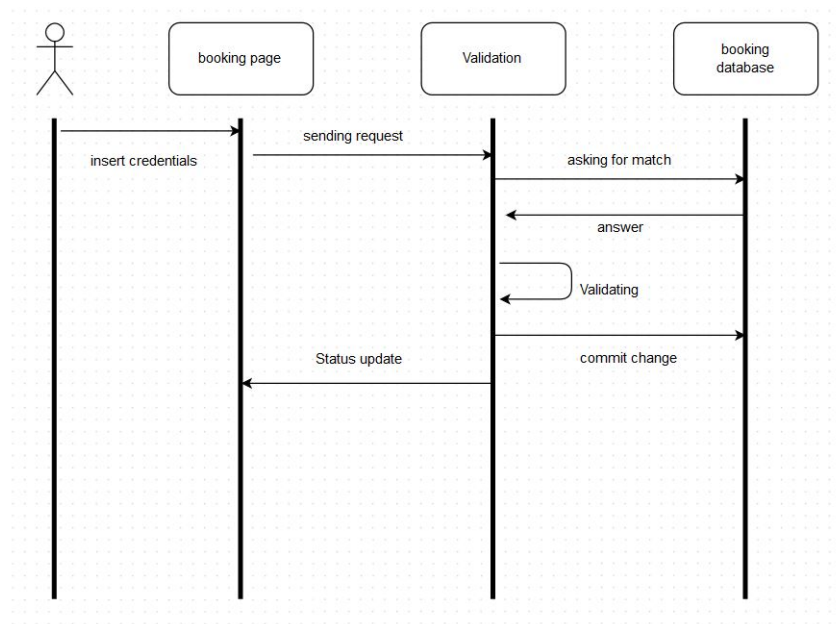 booking page
Validation
booking
database
insert credentials
sending request
asking for match
answer
Validating
commit change
Status update